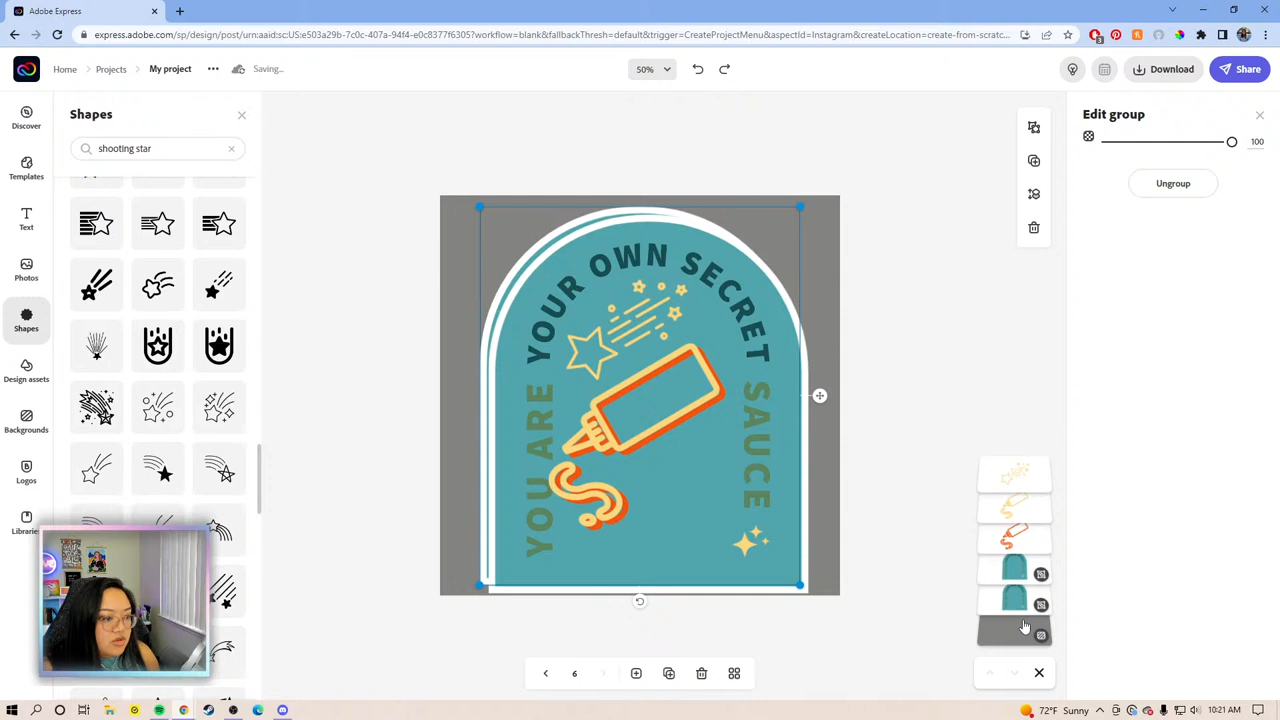 Adobe Express
express.adobe.com/sp/design/post/urn:aaid:sc:US:e503a29b-7c0c-407a-94f4-e0c8377f6305?workflow=blank&fallbackThresh=default&trigger=CreateProjectMenu&aspectId=Instagram&createLocation=create-from-scratc...
Home
Projects
My project
Saving...
50%
Download
Share
Discover
Templates
Text
Photos
Shapes
Design assets
Backgrounds
Logos
Libraries
Shapes
shooting star
YOU ARE YOUR OWN SECRET SAUCE
Edit group
100
Ungroup
6
72°F Sunny
10:21 AM